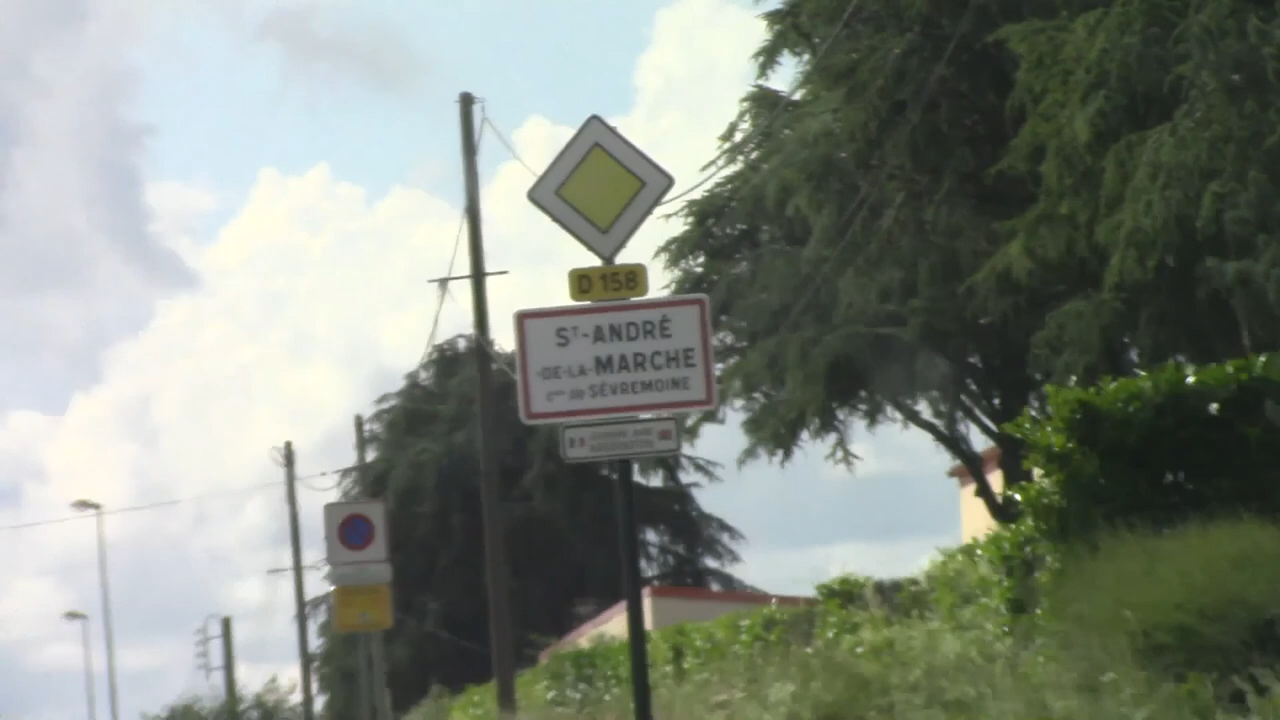 D 158
ST-ANDRÉ
-DE-LA-MARCHE
Cne de SÈVREMOINE